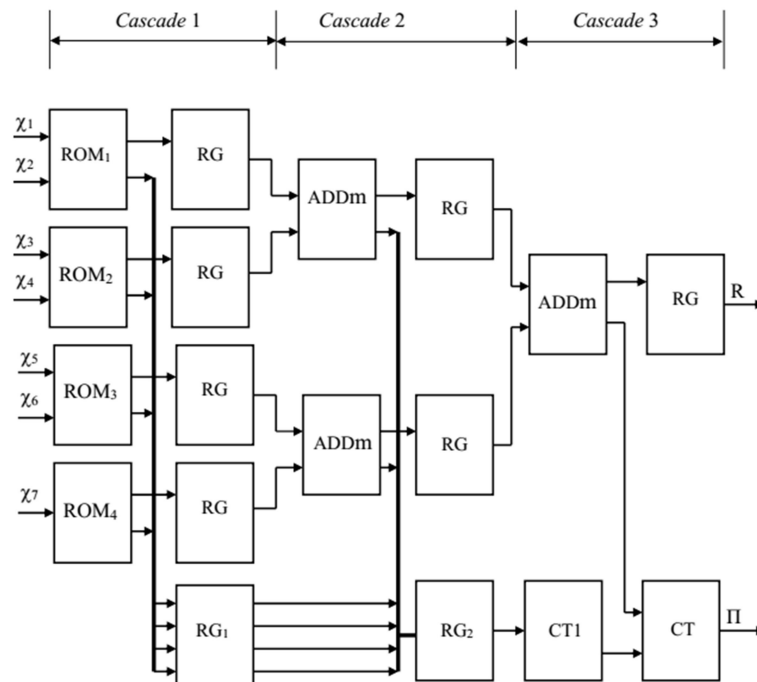 Cascade 1
Cascade 2
Cascade 3
χ1
χ2
ROM1
RG
ADDm
RG
χ3
χ4
ROM2
RG
ADDm
RG
R
χ5
χ6
ROM3
RG
ADDm
RG
χ7
ROM4
RG
RG1
RG2
CT1
CT
Π